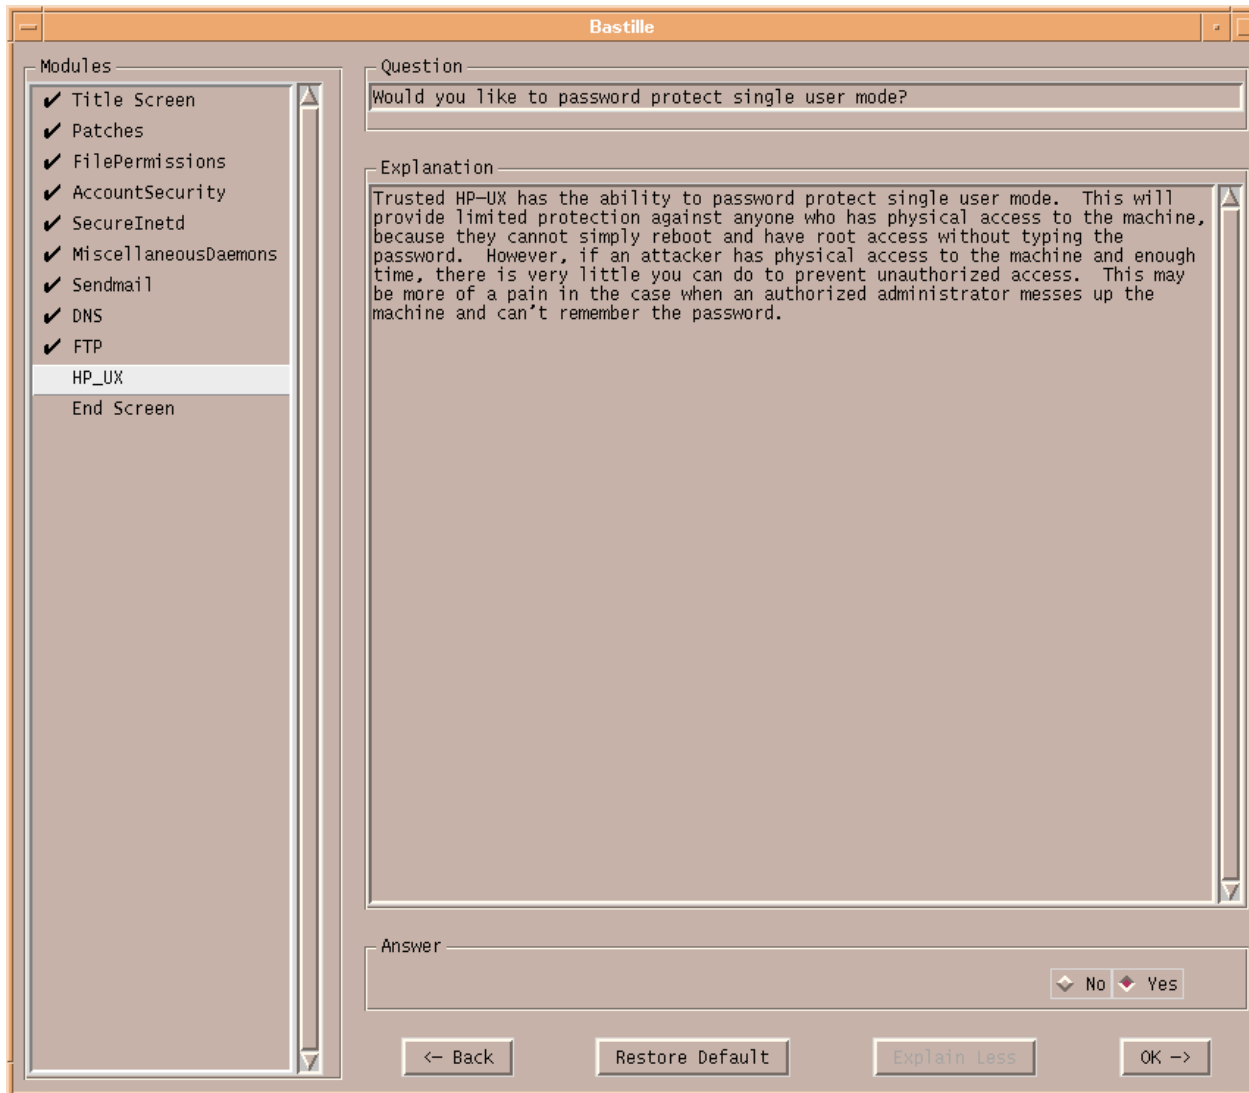 Bastille
Modules
Title Screen
Patches
FilePermissions
AccountSecurity
SecureInetd
MiscellaneousDaemons
Sendmail
DNS
FTP
HP_UX
End Screen
Question
Would you like to password protect single user mode?
Explanation
Trusted HP-UX has the ability to password protect single user mode.  This will
provide limited protection against anyone who has physical access to the machine,
because they cannot simply reboot and have root access without typing the
password.  However, if an attacker has physical access to the machine and enough
time, there is very little you can do to prevent unauthorized access.  This may
be more of a pain in the case when an authorized administrator messes up the
machine and can't remember the password.
Answer
No Yes
<- Back Restore Default Explain Less OK ->